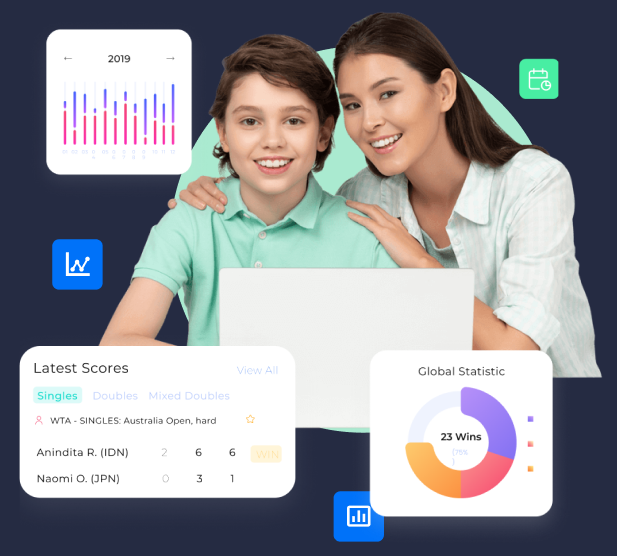 ← 2019 →
Latest Scores
View All
Singles Doubles Mixed Doubles
WTA - SINGLES: Australia Open, hard
Anindita R. (IDN) 2 6 6 WIN
Naomi O. (JPN) 0 3 1
Global Statistic
23 Wins
[75%
]